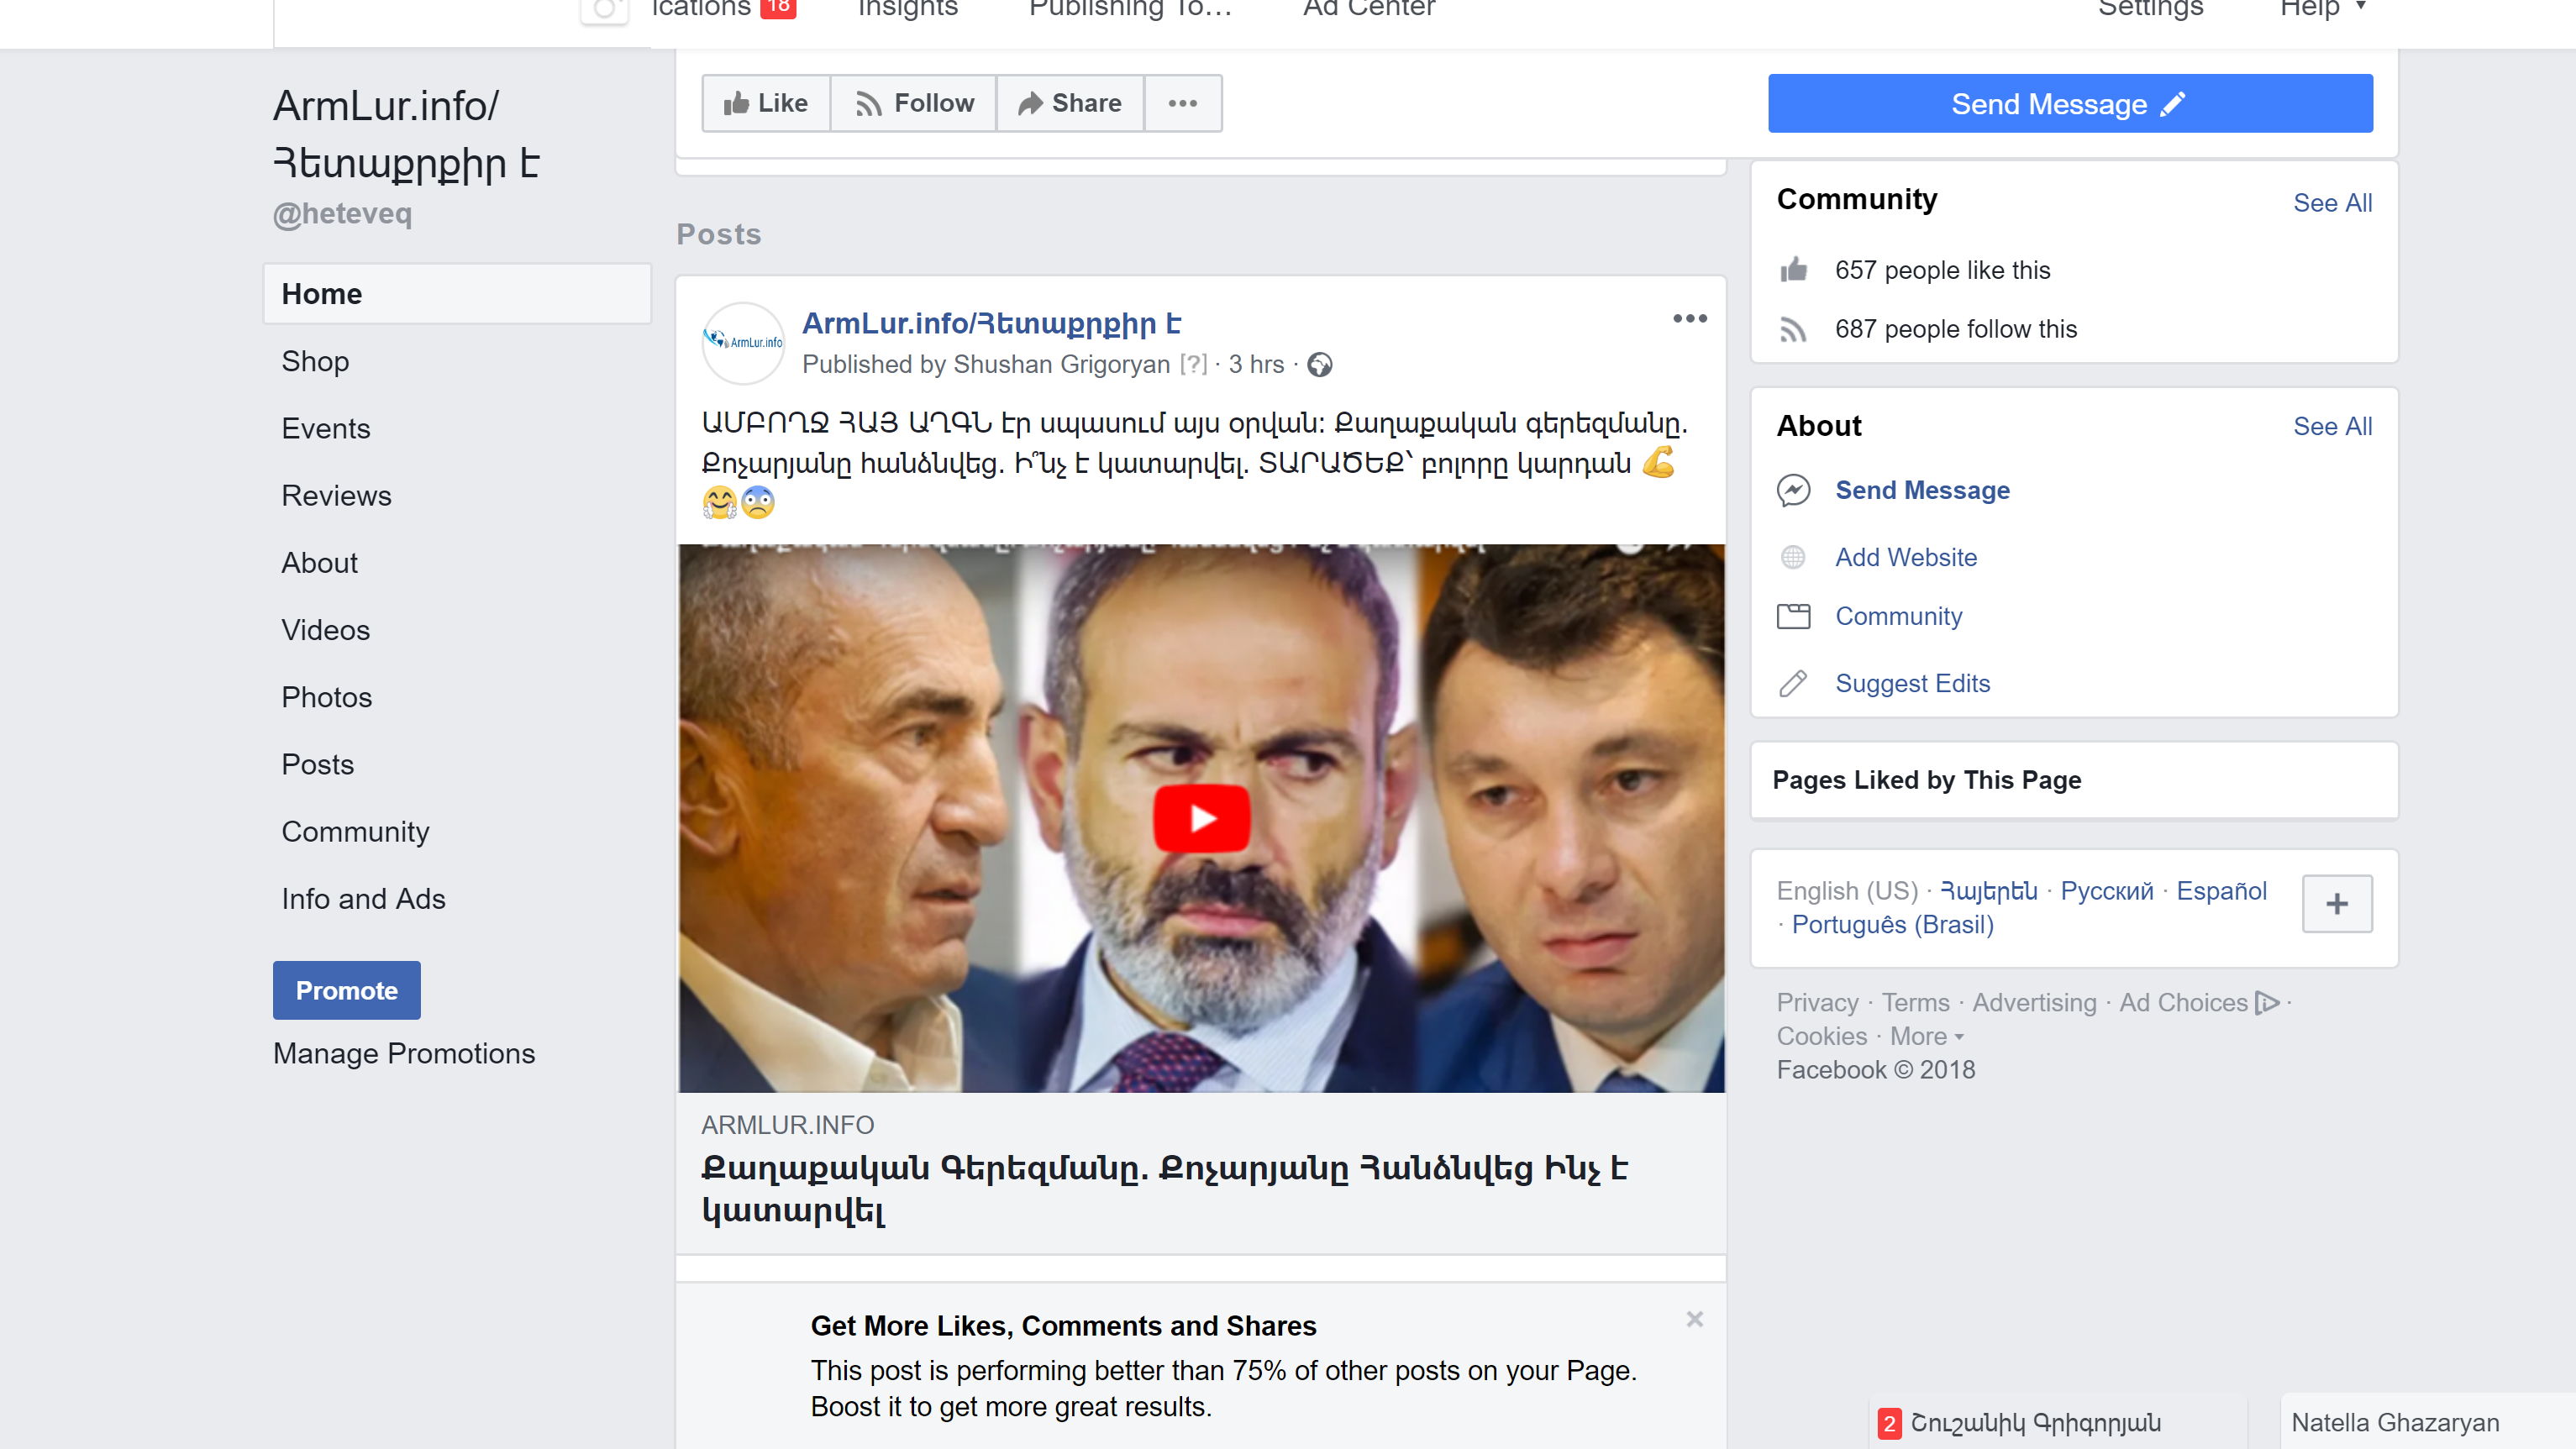 ications 18
Insights
Publishing To...
Ad Center
Settings
Help
ArmLur.info/
Հետաքրքիր է
@heteveq
Home
Shop
Events
Reviews
About
Videos
Photos
Posts
Community
Info and Ads
Promote
Manage Promotions
Like
Follow
Share
Send Message
Posts
ArmLur.info
ArmLur.info/Հետաքրքիր է
Published by Shushan Grigoryan [?] · 3 hrs ·
ԱՄԲՈՂՋ ՀԱՅ ԱՂԳՆ էր սպասում այս օրվան: Քաղաքական գերեզմանը.
Քոչարյանը հանձնվեց. Ի՞նչ է կատարվել. ՏԱՐԱԾԵՔ՝ բոլորը կարդան 💪
🤗😨
ARMLUR.INFO
Քաղաքական Գերեզմանը. Քոչարյանը Հանձնվեց Ինչ է
կատարվել
Get More Likes, Comments and Shares
This post is performing better than 75% of other posts on your Page.
Boost it to get more great results.
Community
See All
657 people like this
687 people follow this
About
See All
Send Message
Add Website
Community
Suggest Edits
Pages Liked by This Page
English (US) · Հայերեն · Русский · Español
· Português (Brasil)
Privacy · Terms · Advertising · Ad Choices ·
Cookies · More
Facebook © 2018
2 Շուշանիկ Գրիգորյան
Natella Ghazaryan